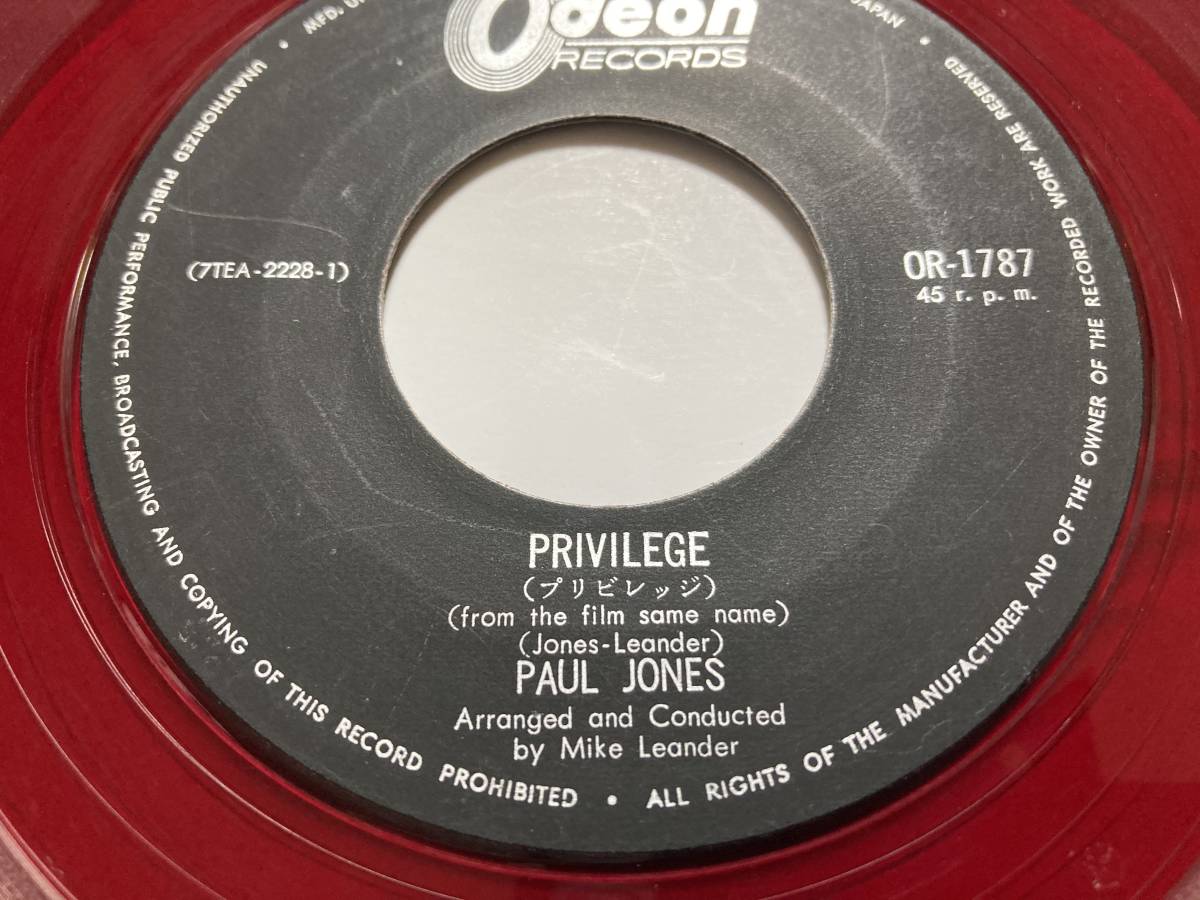 Odeon
RECORDS
(7TEA-2228-1)
OR-1787
45 r. p. m.
PRIVILEGE
(プリビレッジ)
(from the film same name)
(Jones-Leander)
PAUL JONES
Arranged and Conducted
by Mike Leander
MFD.
JAPAN • UNAUTHORIZED PUBLIC PERFORMANCE, BROADCASTING AND COPYING OF THIS RECORD PROHIBITED • ALL RIGHTS OF THE MANUFACTURER AND OF THE OWNER OF THE RECORDED WORK ARE RESERVED •